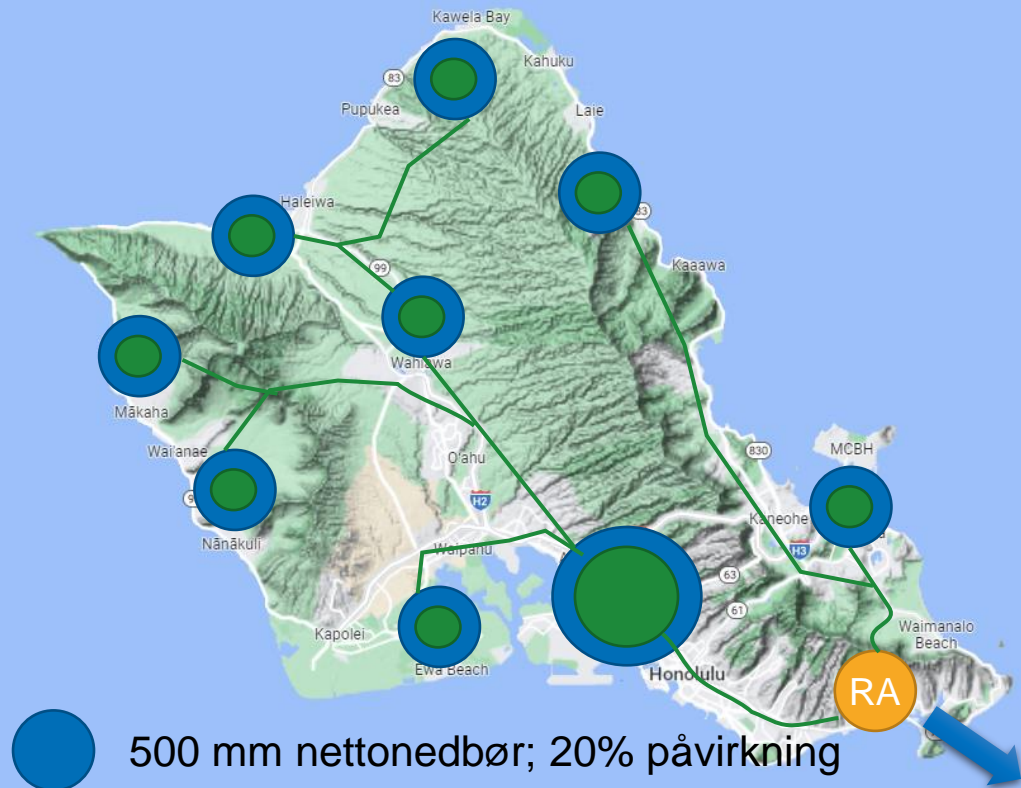 Kawela Bay
Kahuku
83
Pupukea
Laie
Haleiwa
83
99
Kaaawa
Wahiawa
Mākaha
Wai'anae
O'ahu
830
MCBH
H2
Kaneohe
Nānākuli
H3
Waipahu
63
61
Kapolei
Waimanalo
Beach
Ewa Beach
Honolulu
RA
500 mm nettonedbør; 20% påvirkning